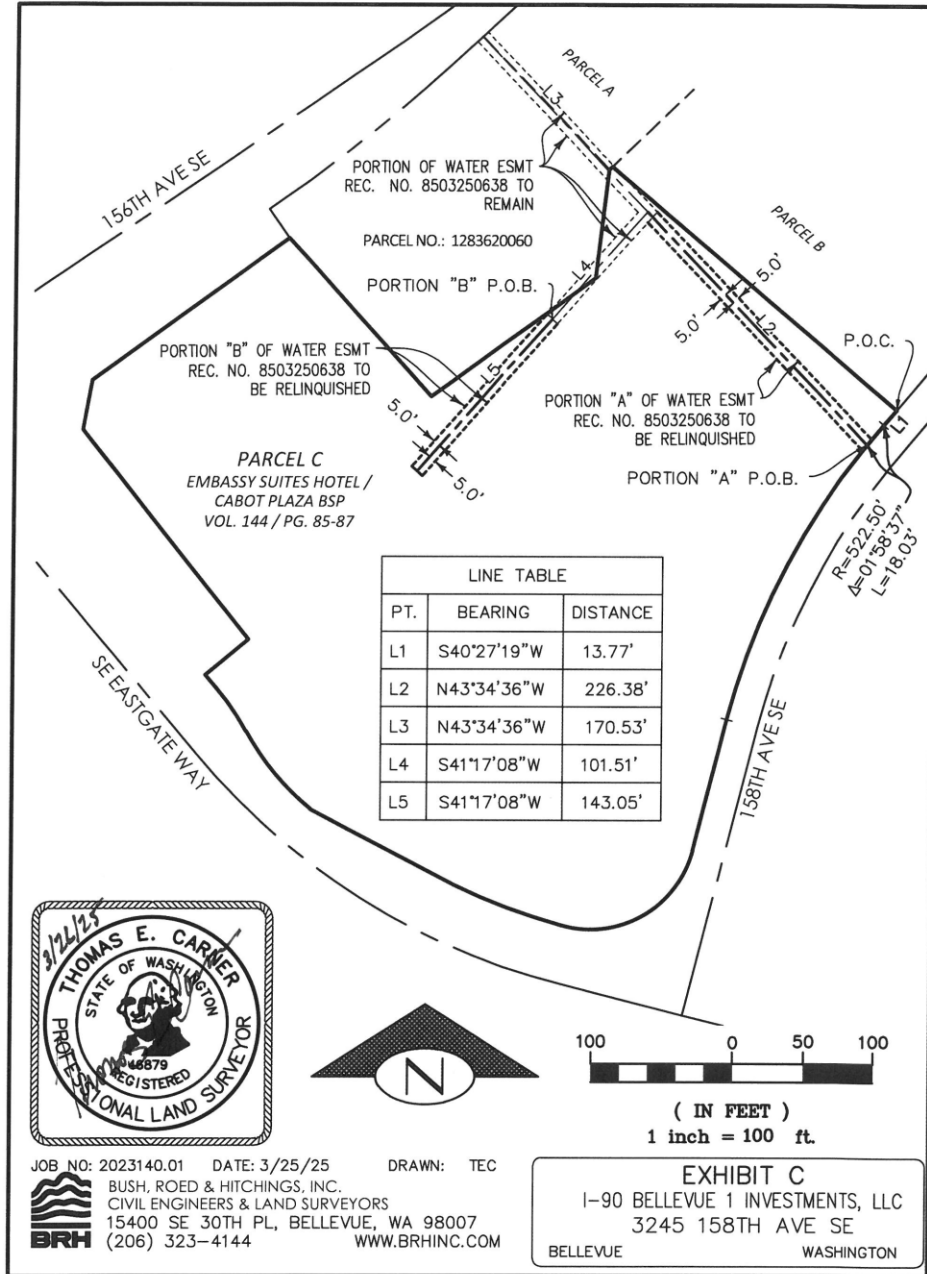 PARCEL A
L3
156TH AVE SE
PORTION OF WATER ESMT
REC. NO. 8503250638 TO
REMAIN
PARCEL NO.: 1283620060
PARCEL B
L4
PORTION "B" P.O.B.
5.0'
5.0'
L2
P.O.C.
PORTION "B" OF WATER ESMT
REC. NO. 8503250638 TO
BE RELINQUISHED
L5
PORTION "A" OF WATER ESMT
REC. NO. 8503250638 TO
BE RELINQUISHED
L1
5.0'
5.0'
PORTION "A" P.O.B.
PARCEL C
EMBASSY SUITES HOTEL /
CABOT PLAZA BSP
VOL. 144 / PG. 85-87
R=522.50'
Δ=01°58'37"
L=18.03'
LINE TABLE
PT. BEARING DISTANCE
L1 S40°27'19"W 13.77'
L2 N43°34'36"W 226.38'
L3 N43°34'36"W 170.53'
L4 S41°17'08"W 101.51'
L5 S41°17'08"W 143.05'
SE EASTGATE WAY
158TH AVE SE
3/26/25
THOMAS E. CARNER
STATE OF WASHINGTON
46879
REGISTERED
PROFESSIONAL LAND SURVEYOR
N
100 0 50 100
( IN FEET )
1 inch = 100 ft.
JOB NO: 2023140.01 DATE: 3/25/25 DRAWN: TEC
BUSH, ROED & HITCHINGS, INC.
CIVIL ENGINEERS & LAND SURVEYORS
15400 SE 30TH PL, BELLEVUE, WA 98007
BRH (206) 323-4144 WWW.BRHINC.COM
EXHIBIT C
I-90 BELLEVUE 1 INVESTMENTS, LLC
3245 158TH AVE SE
BELLEVUE WASHINGTON